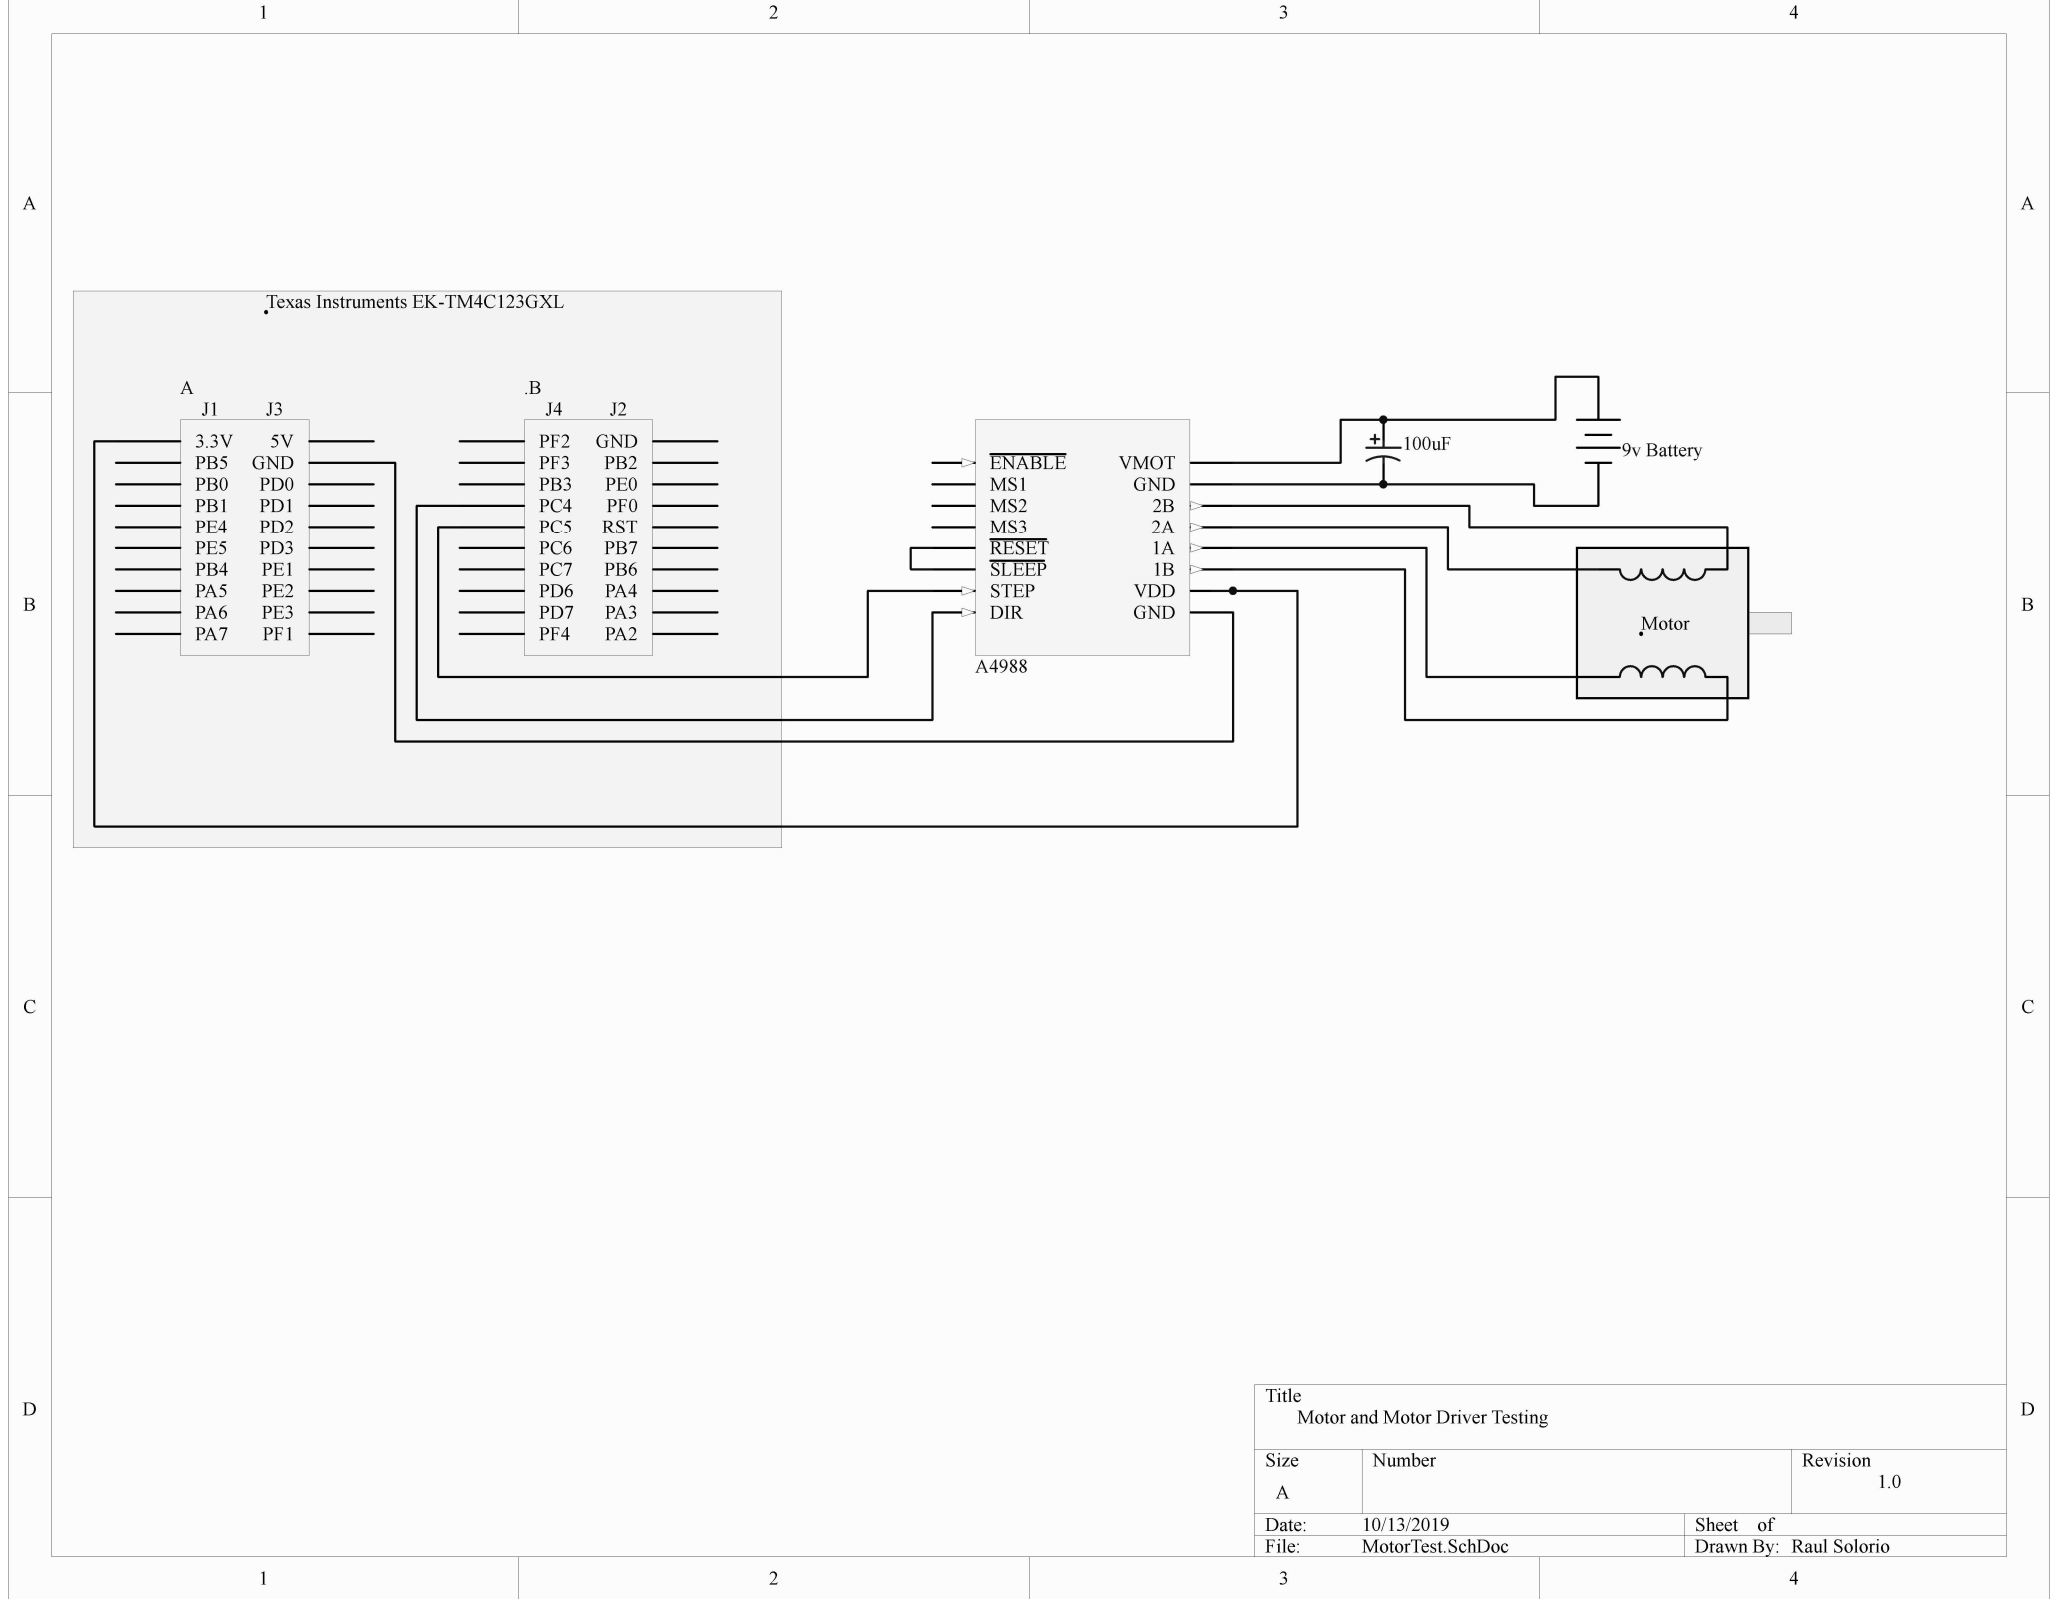 1 2 3 4
A A
Texas Instruments EK-TM4C123GXL
A .B
J1 J3 J4 J2
3.3V 5V PF2 GND
PB5 GND PF3 PB2
PB0 PD0 PB3 PE0
PB1 PD1 PC4 PF0
PE4 PD2 PC5 RST
PE5 PD3 PC6 PB7
PB4 PE1 PC7 PB6
PA5 PE2 PD6 PA4
PA6 PE3 PD7 PA3
PA7 PF1 PF4 PA2
ENABLE VMOT
MS1 GND
MS2 2B
MS3 2A
RESET 1A
SLEEP 1B
STEP VDD
DIR GND
A4988
+ 100uF
9v Battery
Motor
B B
C C
D D
Title
Motor and Motor Driver Testing
Size Number Revision
A 1.0
Date: 10/13/2019 Sheet of
File: MotorTest.SchDoc Drawn By: Raul Solorio
1 2 3 4